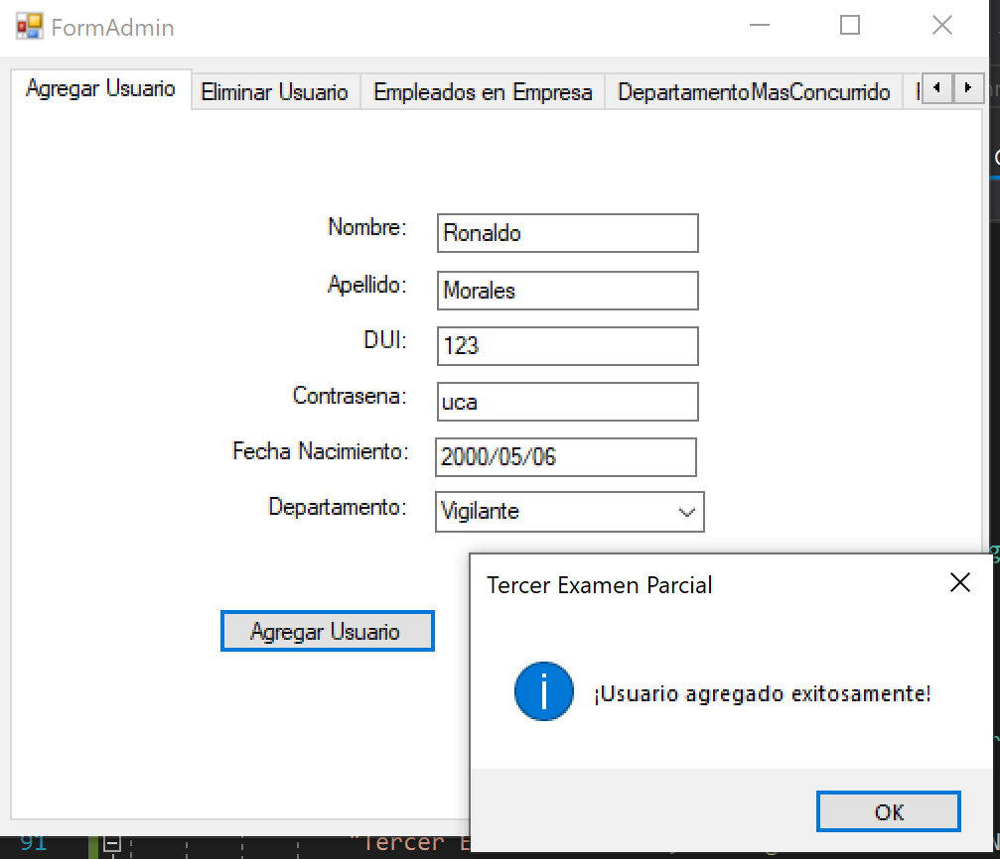 FormAdmin
Agregar Usuario
Eliminar Usuario
Empleados en Empresa
DepartamentoMasConcurrido
Nombre:
Ronaldo
Apellido:
Morales
DUI:
123
Contrasena:
uca
Fecha Nacimiento:
2000/05/06
Departamento:
Vigilante
Agregar Usuario
Tercer Examen Parcial
¡Usuario agregado exitosamente!
OK
91
"Tercer